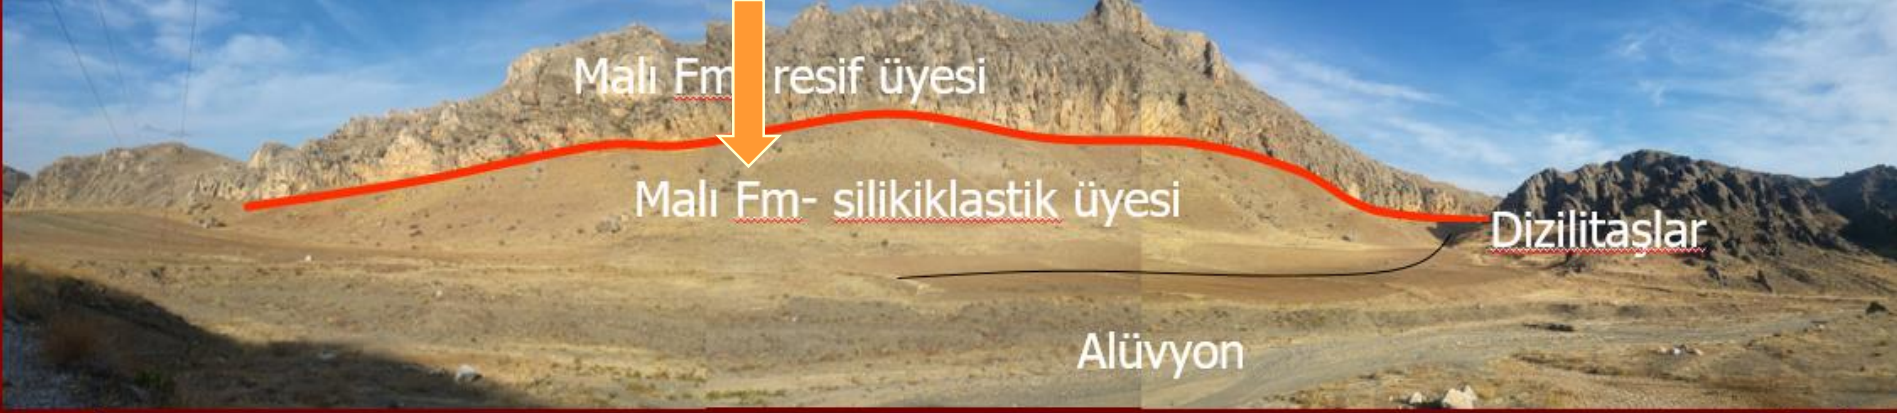 Malı Fm resif üyesi
Malı Fm- silikiklastik üyesi
Dizilitaşlar
Alüvyon